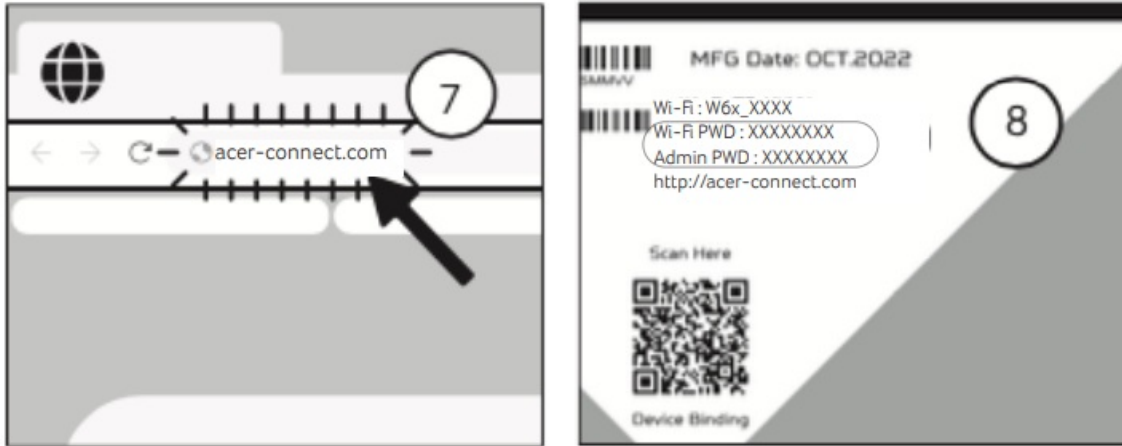 7
acer-connect.com
MFG Date: OCT.2022
SMMVV
8
Wi-Fi : W6x_XXXX
Wi-Fi PWD : XXXXXXXX
Admin PWD : XXXXXXXX
http://acer-connect.com
Scan Here
Device Binding